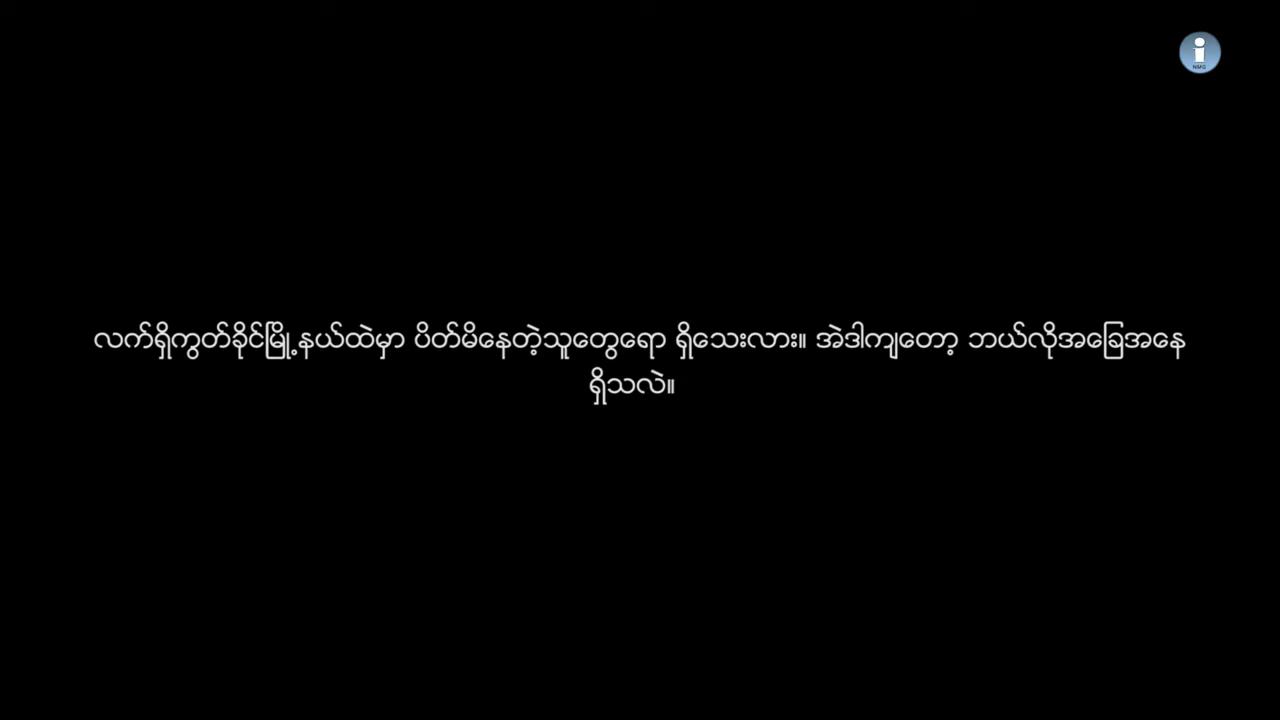 NMG
လက်ရှိကွတ်ခိုင်မြို့နယ်ထဲမှာ ပိတ်မိနေတဲ့သူတွေရော ရှိသေးလား။ အဲဒါကျတော့ ဘယ်လိုအခြေအနေ
ရှိသလဲ။